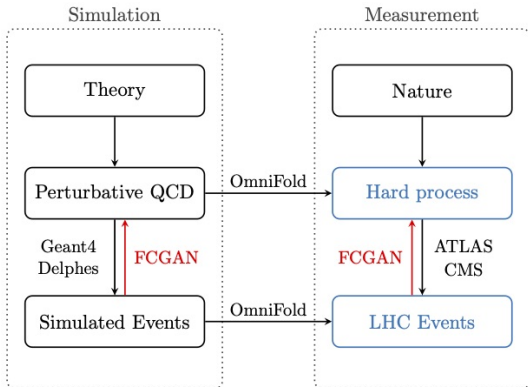 Simulation
Measurement
Theory
Nature
Perturbative QCD
OmniFold
Hard process
Geant4
Delphes
FCGAN
FCGAN
ATLAS
CMS
Simulated Events
OmniFold
LHC Events